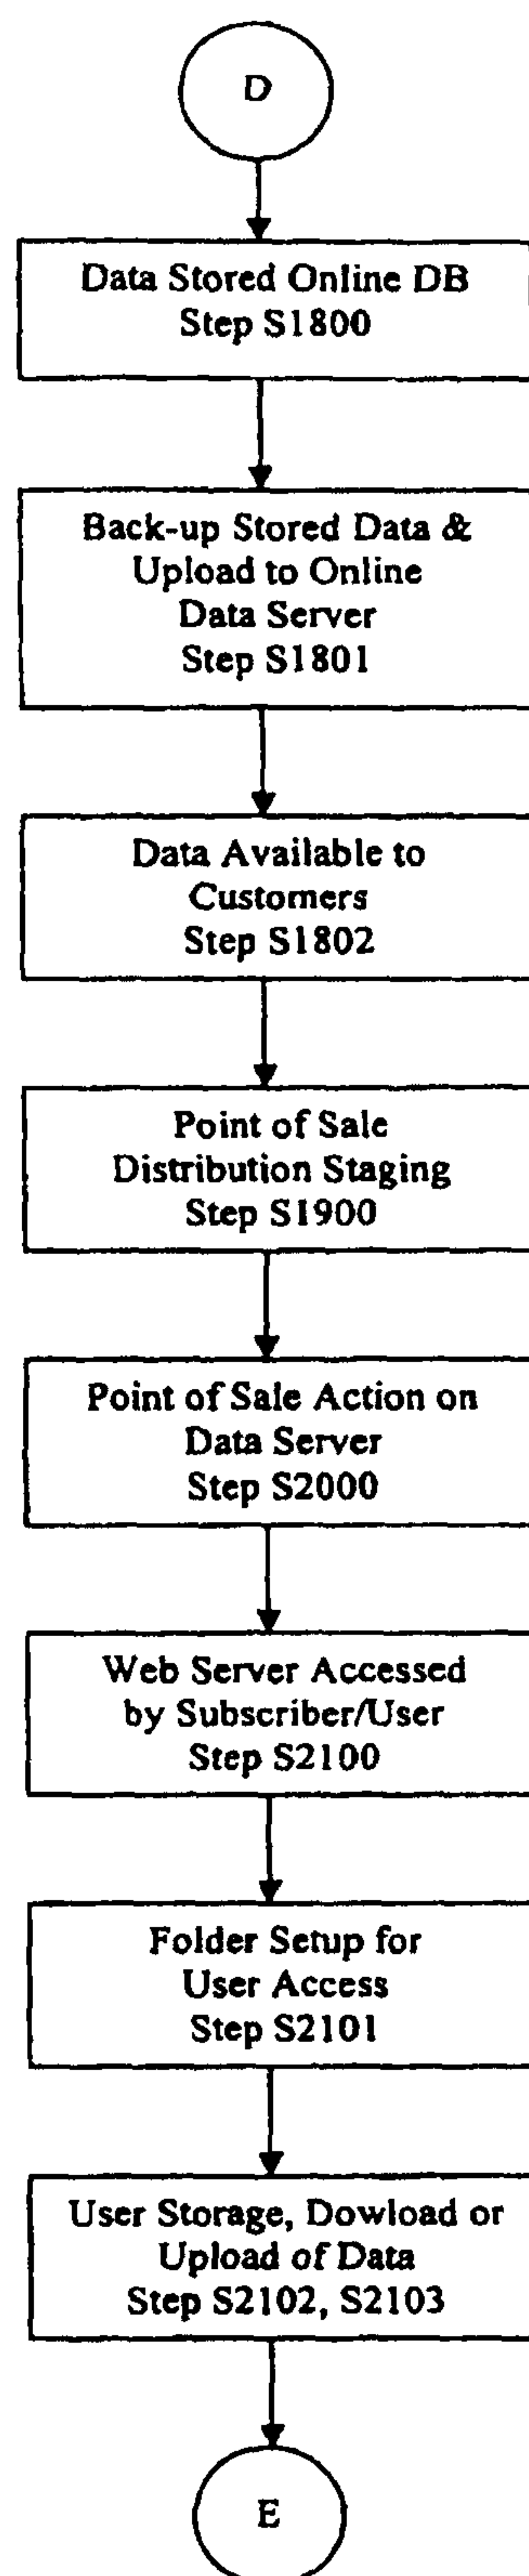 D
Data Stored Online DB
Step S1800
Back-up Stored Data &
Upload to Online
Data Server
Step S1801
Data Available to
Customers
Step S1802
Point of Sale
Distribution Staging
Step S1900
Point of Sale Action on
Data Server
Step S2000
Web Server Accessed
by Subscriber/User
Step S2100
Folder Setup for
User Access
Step S2101
User Storage, Dowload or
Upload of Data
Step S2102, S2103
E